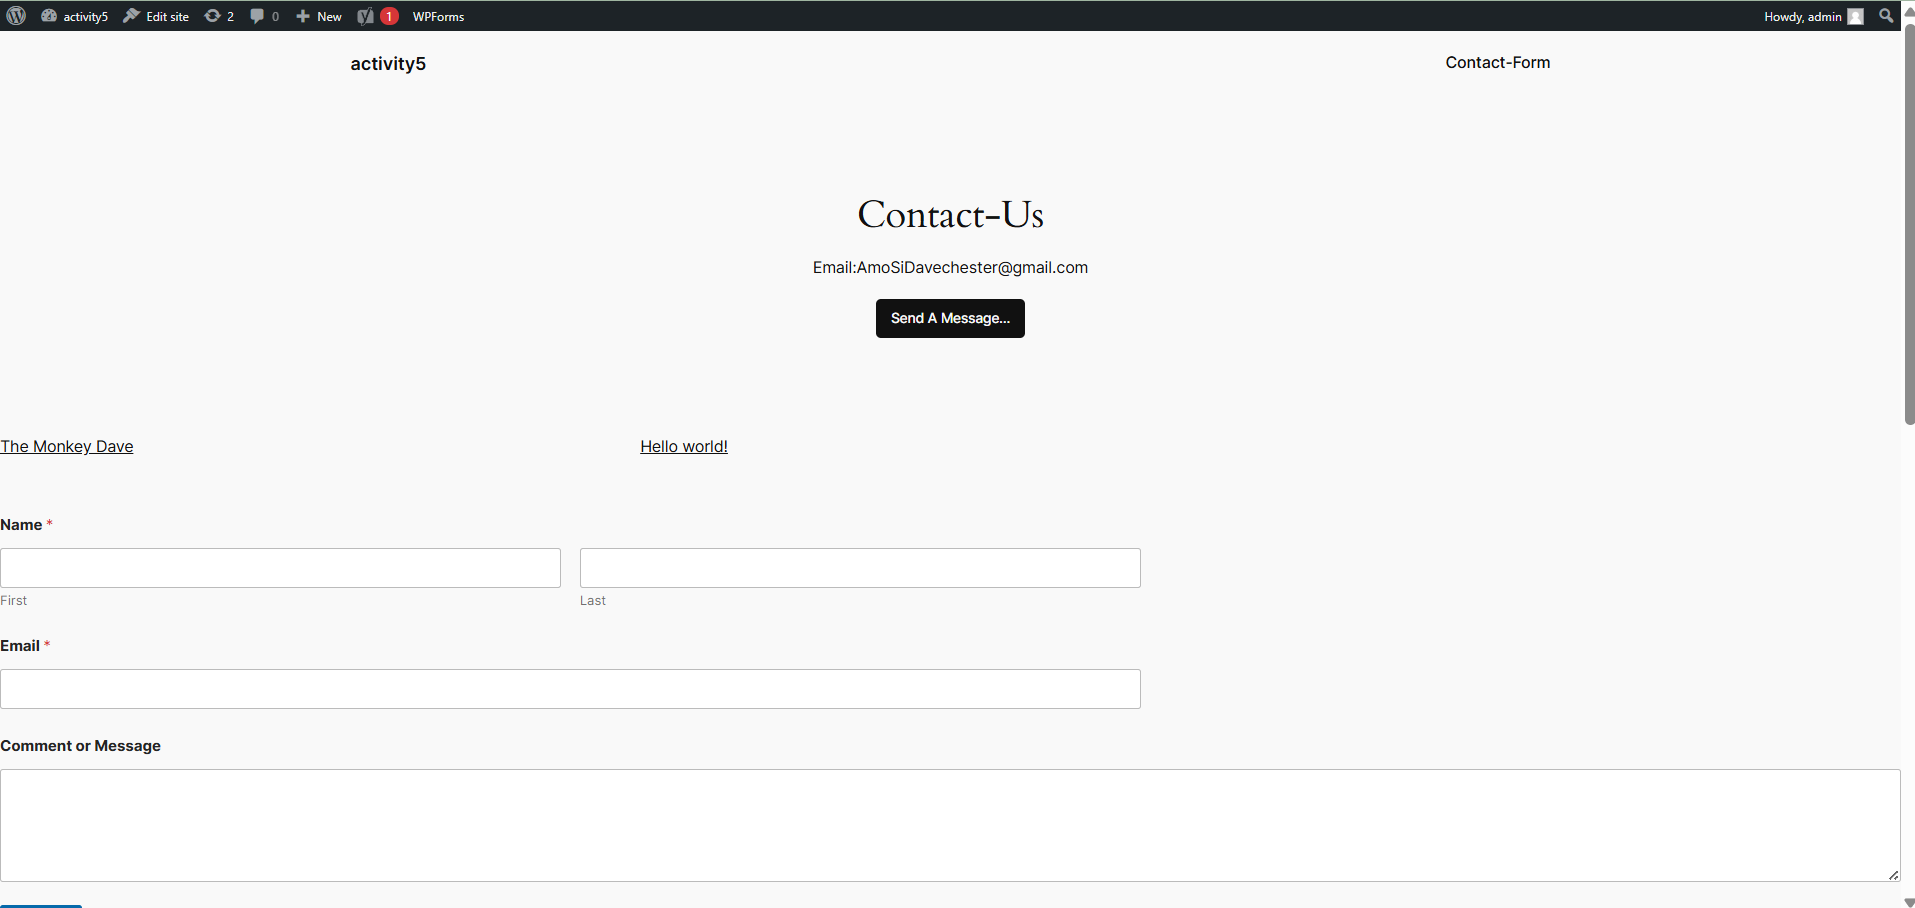 activity5 Edit site 2 0 New 1 WPForms Howdy, admin
activity5 Contact-Form
Contact-Us
Email:AmoSiDavechester@gmail.com
Send A Message...
The Monkey Dave Hello world!
Name *
First Last
Email *
Comment or Message